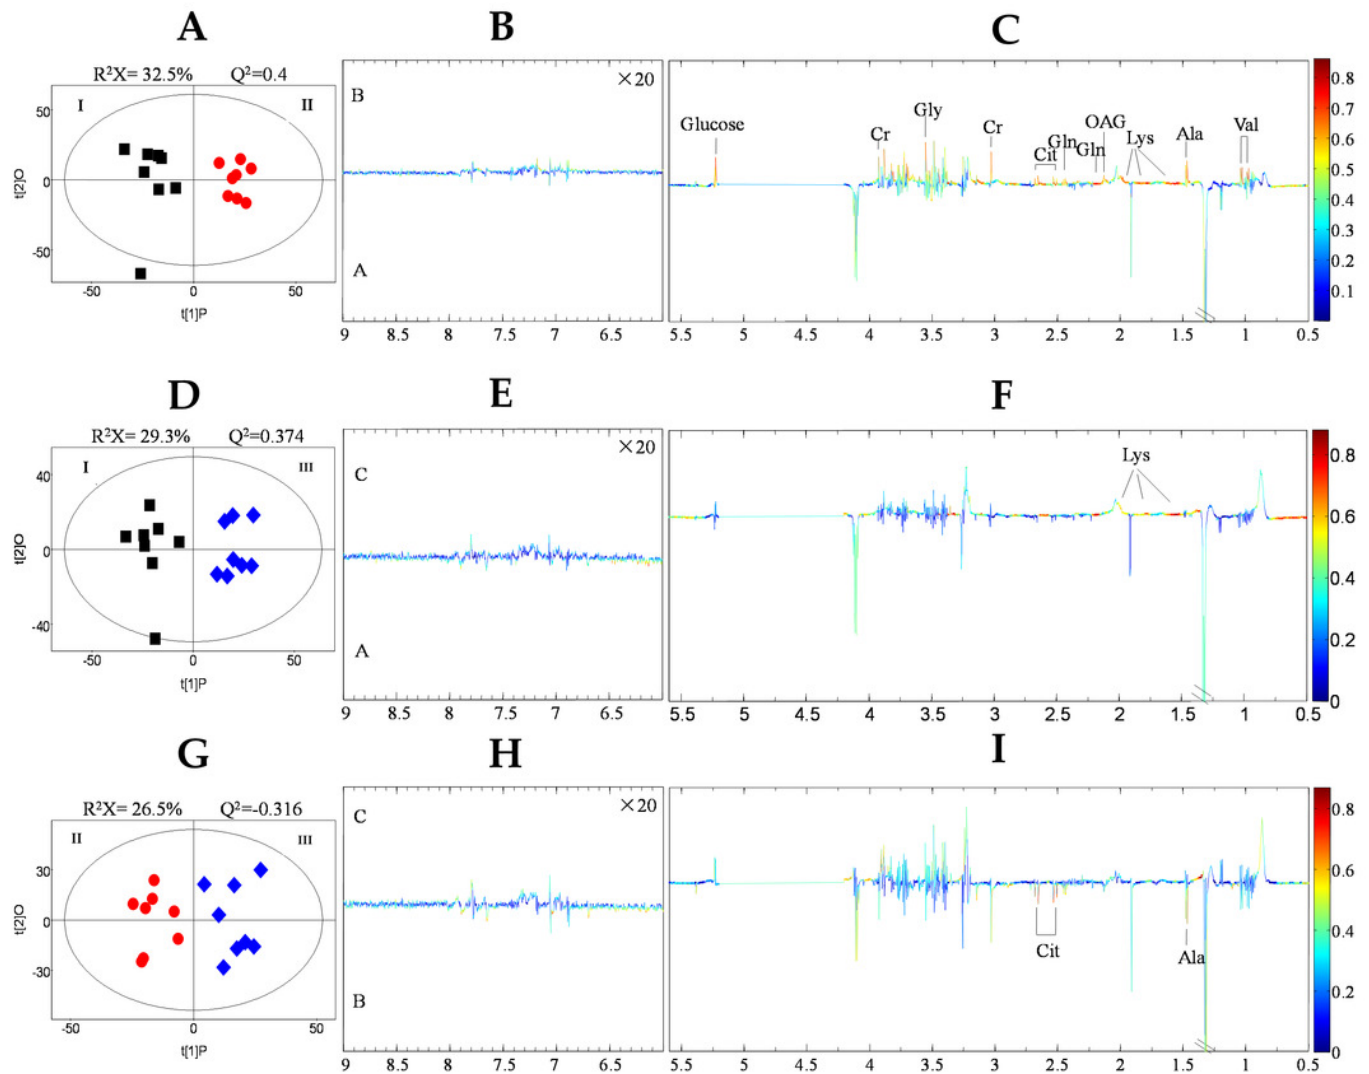 A
B
C
R²X= 32.5% Q²=0.4
I
II
50
0
-50
t[2]O
-50 0 50
t[1]P
B
×20
A
9 8.5 8 7.5 7 6.5
Glucose
Cr
Gly
Cr
Cit
Gln
Gln
OAG
Lys
Ala
Val
5.5 5 4.5 4 3.5 3 2.5 2 1.5 1 0.5
0.8
0.7
0.6
0.5
0.4
0.3
0.2
0.1
D
E
F
R²X= 29.3% Q²=0.374
I
III
40
0
-40
t[2]O
-50 0 50
t[1]P
C
×20
A
9 8.5 8 7.5 7 6.5
Lys
5.5 5 4.5 4 3.5 3 2.5 2 1.5 1 0.5
0.8
0.6
0.4
0.2
0
G
H
I
R²X= 26.5% Q²=-0.316
II
III
30
0
-30
t[2]O
-50 0 50
t[1]P
C
×20
B
9 8.5 8 7.5 7 6.5
Cit
Ala
5.5 5 4.5 4 3.5 3 2.5 2 1.5 1 0.5
0.8
0.6
0.4
0.2
0